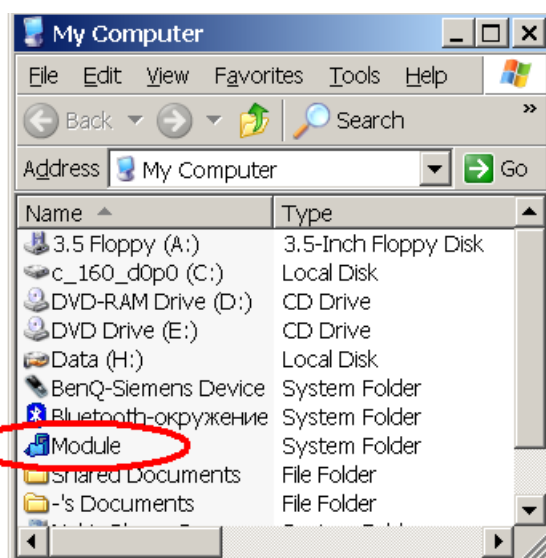 My Computer
File Edit View Favorites Tools Help
Back Search »
Address My Computer Go
Name Type
3.5 Floppy (A:) 3.5-Inch Floppy Disk
c_160_d0p0 (C:) Local Disk
DVD-RAM Drive (D:) CD Drive
DVD Drive (E:) CD Drive
Data (H:) Local Disk
BenQ-Siemens Device System Folder
Bluetooth-окружение System Folder
Module System Folder
Shared Documents File Folder
-'s Documents File Folder